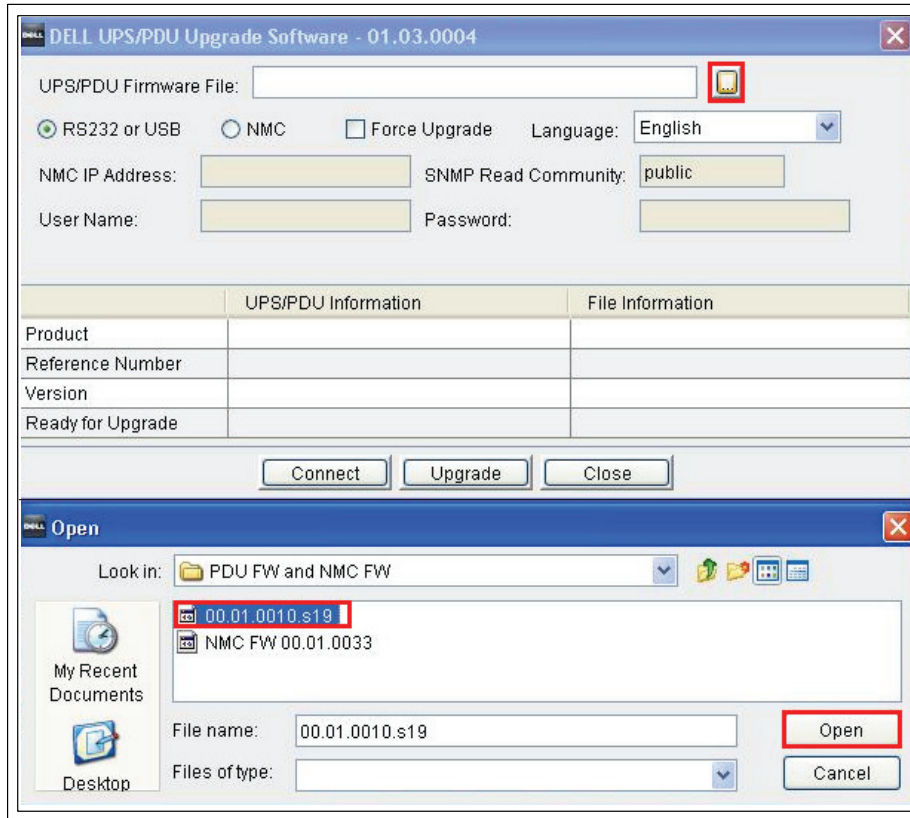 DELL DELL UPS/PDU Upgrade Software - 01.03.0004
UPS/PDU Firmware File: ...
RS232 or USB NMC Force Upgrade Language: English
NMC IP Address: SNMP Read Community: public
User Name: Password:
UPS/PDU Information File Information
Product
Reference Number
Version
Ready for Upgrade
Connect Upgrade Close
DELL Open
Look in: PDU FW and NMC FW
00.01.0010.s19
NMC FW 00.01.0033
My Recent
Documents
Desktop
File name: 00.01.0010.s19 Open
Files of type: Cancel